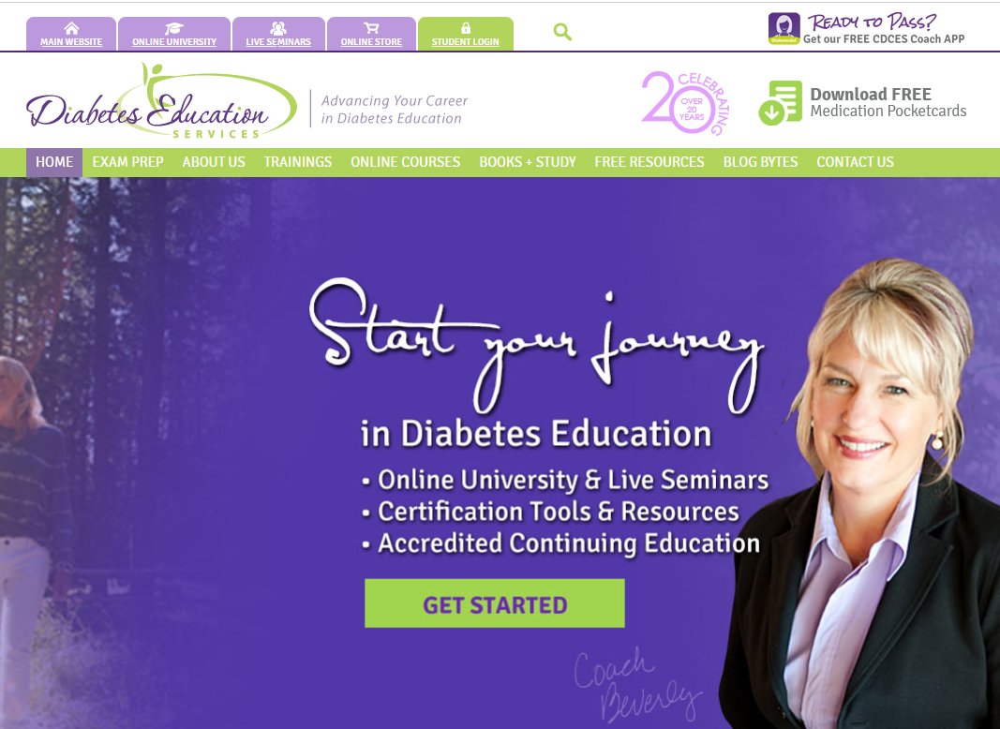 MAIN WEBSITE
ONLINE UNIVERSITY
LIVE SEMINARS
ONLINE STORE
STUDENT LOGIN
READY TO PASS?
Get our FREE CDCES Coach APP
Diabetes Education
SERVICES
Advancing Your Career
in Diabetes Education
20
CELEBRATING
OVER
20
YEARS
Download FREE
Medication Pocketcards
HOME EXAM PREP ABOUT US TRAININGS ONLINE COURSES BOOKS + STUDY FREE RESOURCES BLOG BYTES CONTACT US
Start your journey
in Diabetes Education
• Online University & Live Seminars
• Certification Tools & Resources
• Accredited Continuing Education
GET STARTED
Coach
Beverly